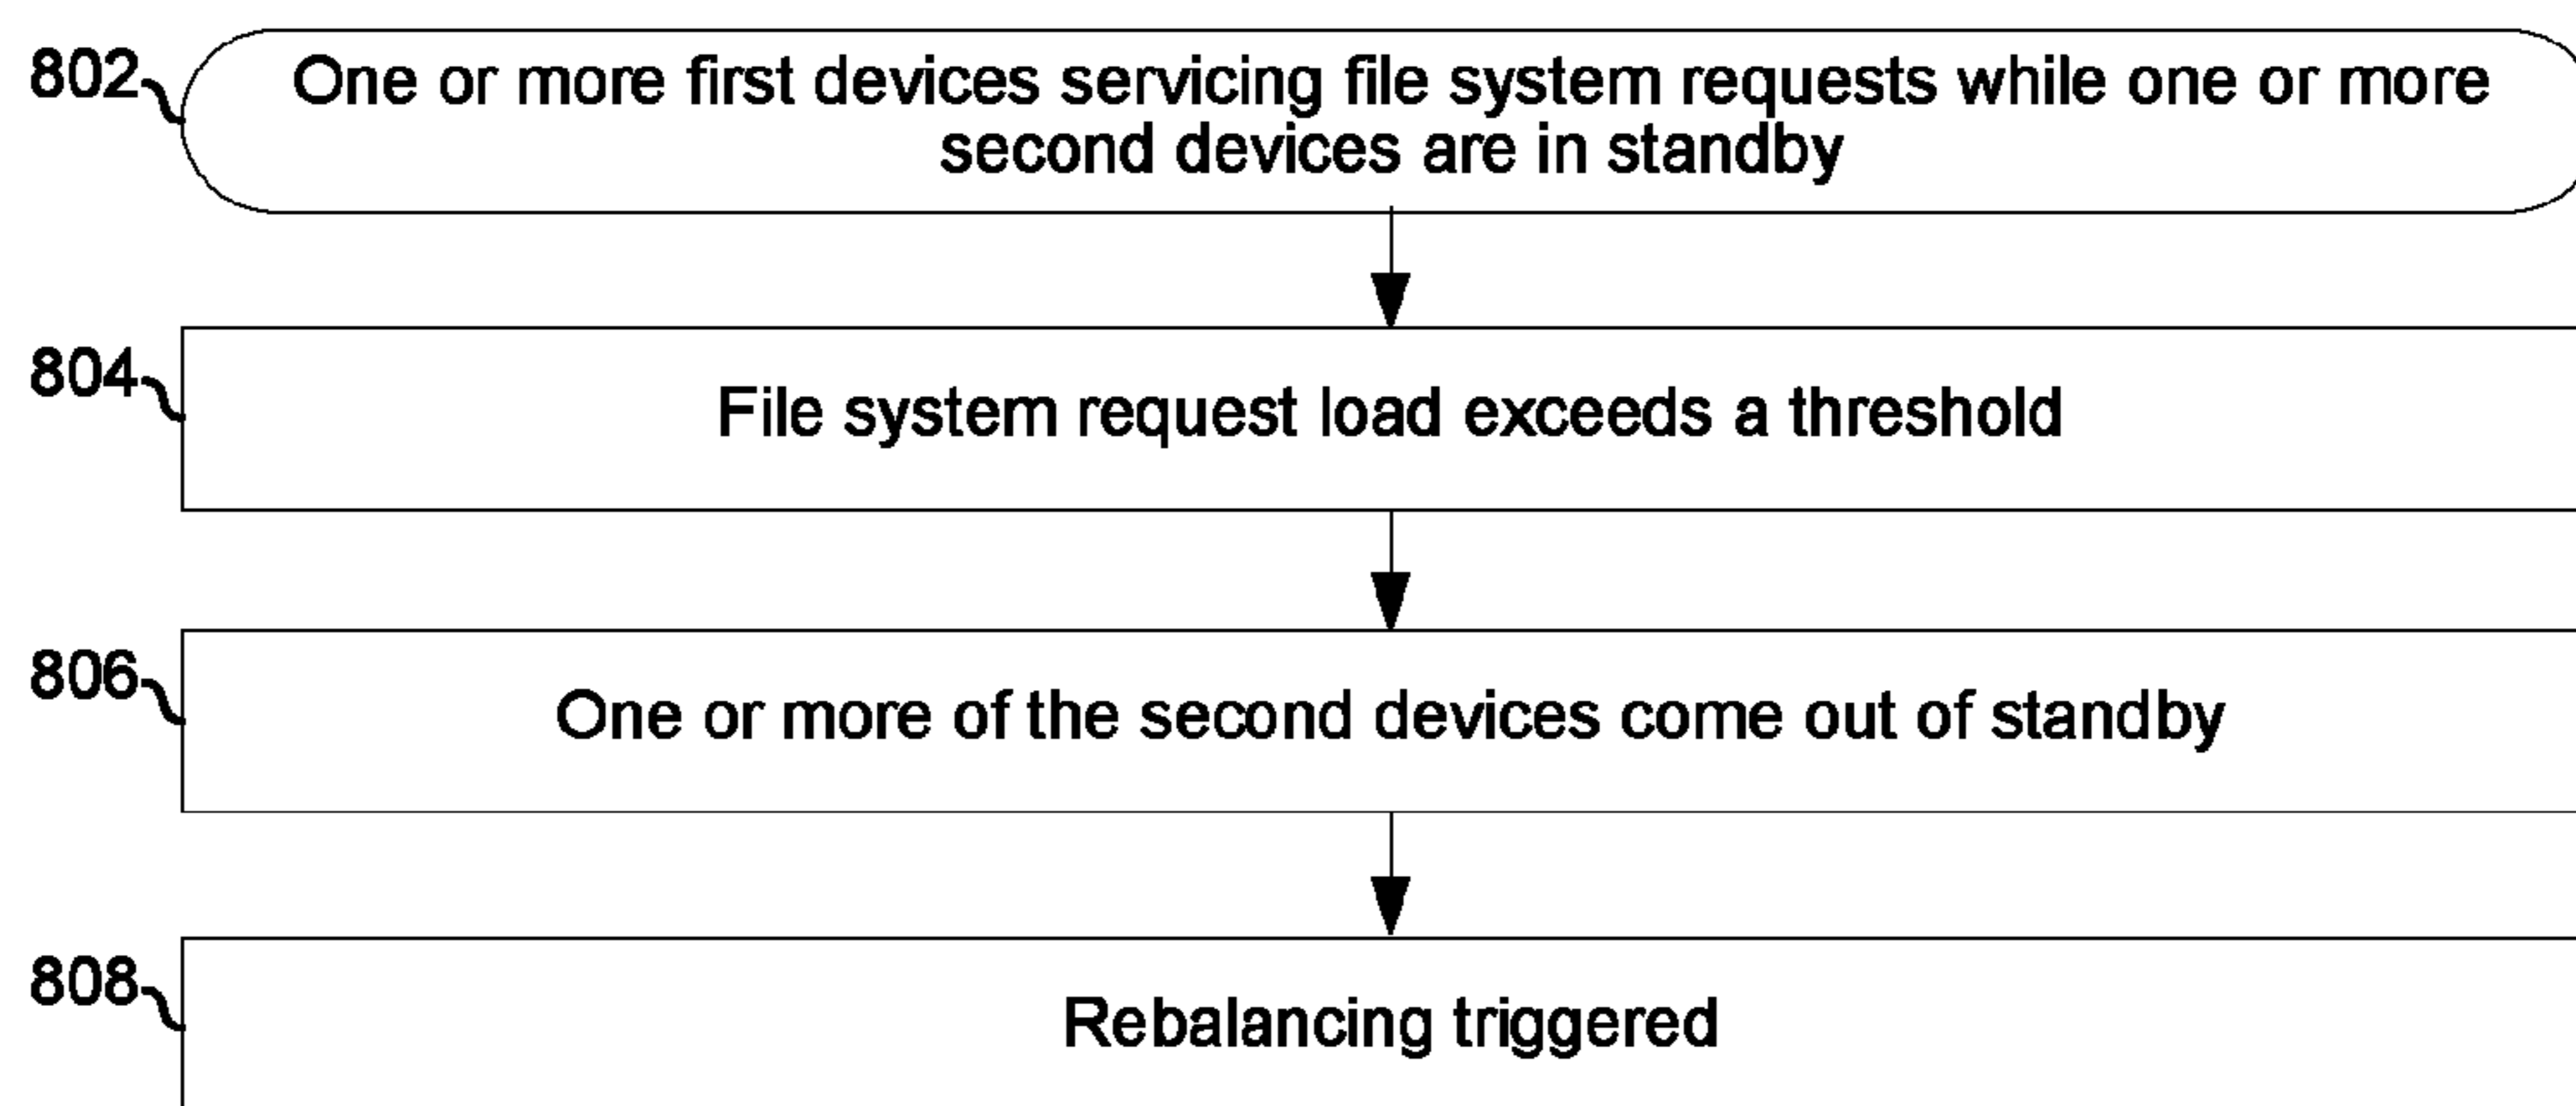 802
One or more first devices servicing file system requests while one or more
second devices are in standby
804
File system request load exceeds a threshold
806
One or more of the second devices come out of standby
808
Rebalancing triggered